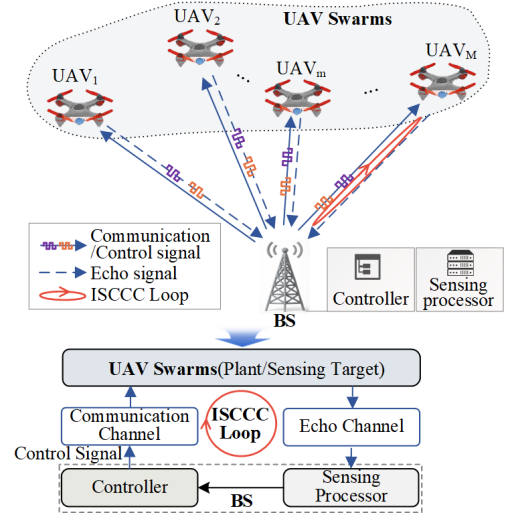 UAV Swarms
UAV2
UAV1
UAVm
UAVM
...
...
Communication
/Control signal
Echo signal
ISCCC Loop
BS
Controller
Sensing
processor
UAV Swarms(Plant/Sensing Target)
Communication
Channel
ISCCC
Loop
Echo Channel
Control Signal
Controller
BS
Sensing
Processor